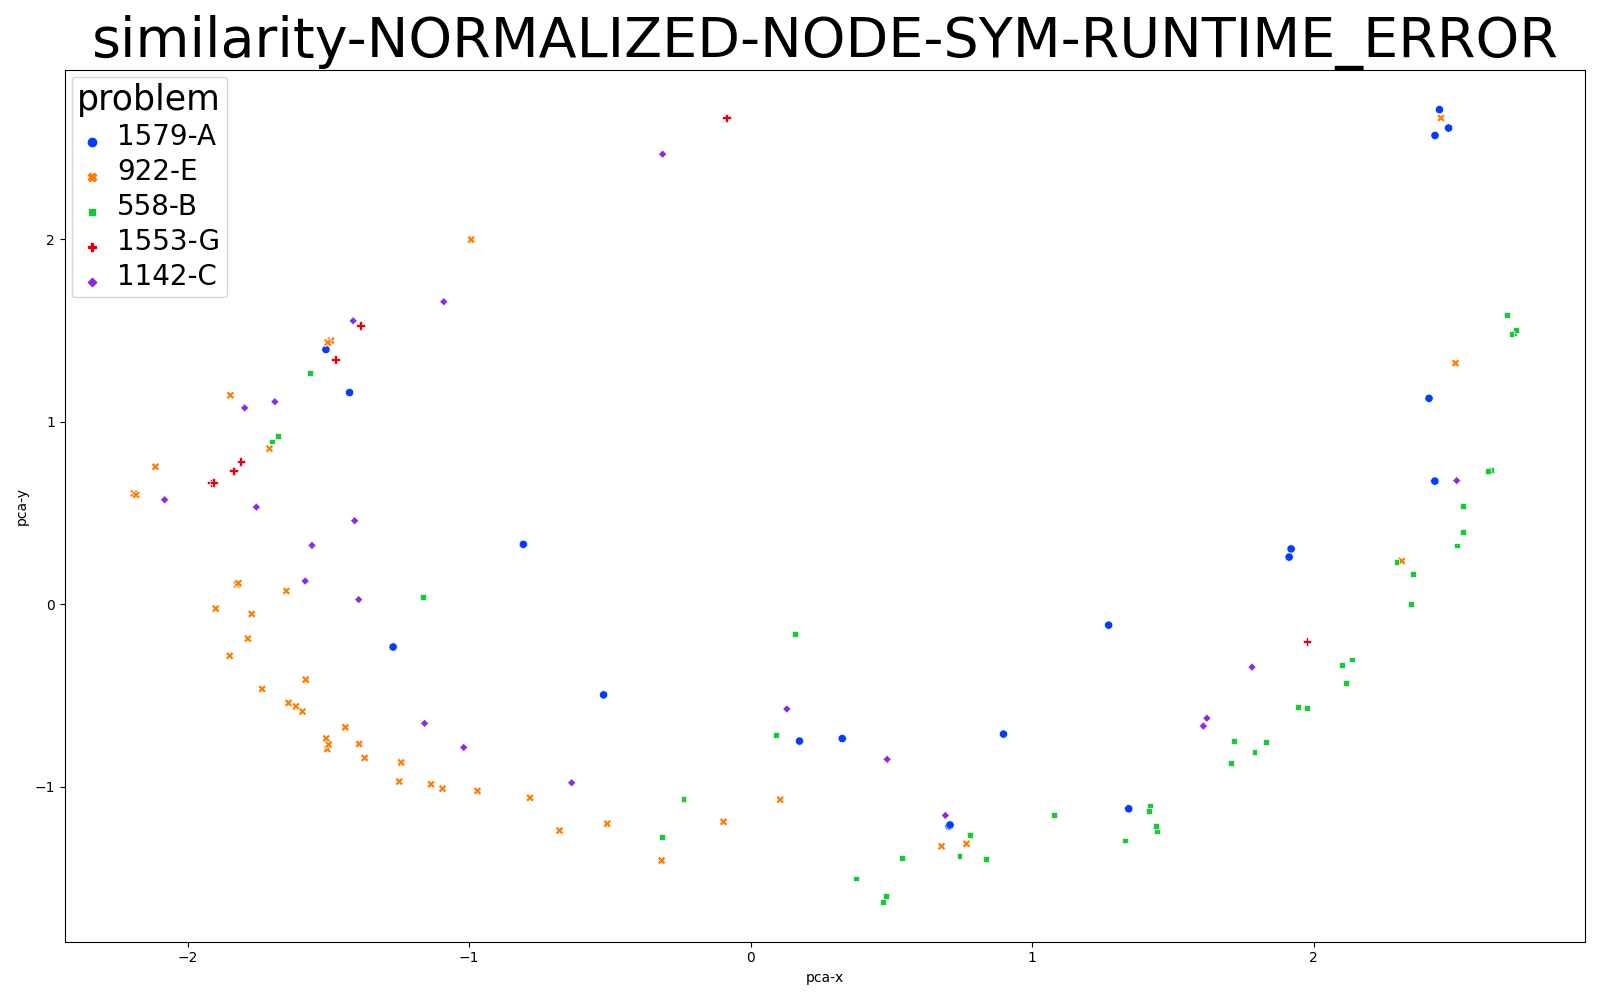 similarity-NORMALIZED-NODE-SYM-RUNTIME_ERROR
problem
1579-A
922-E
558-B
1553-G
1142-C
2
1
0
−1
pca-y
−2
−1
0
1
2
pca-x